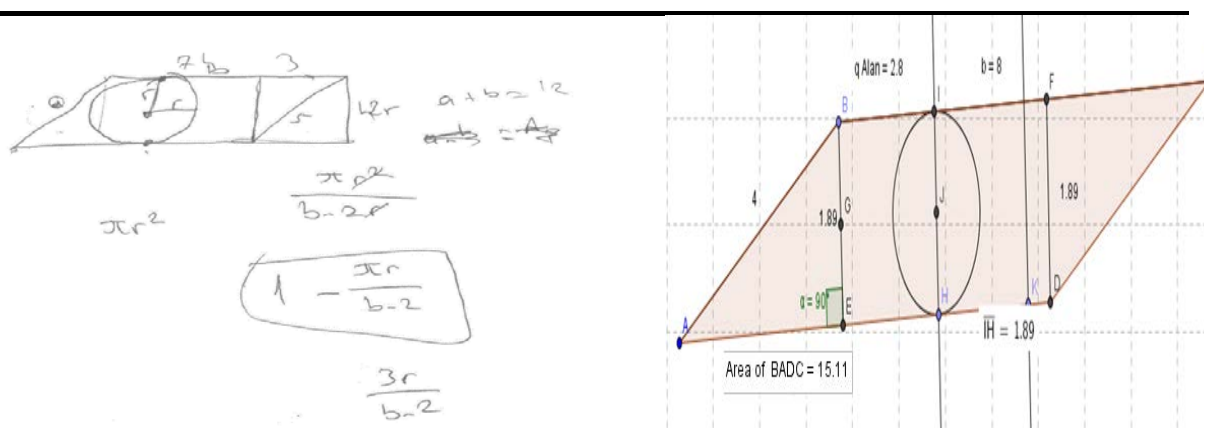 7 b 3
r
r 5 2r a + b = 12
πr²
b-2r
πr²
1 - πr
b-2
3r
b-2
q Alan = 2.8 b = 8
B I F
4 1.89 G J 1.89
α = 90° E H K D
A IH = 1.89
Area of BADC = 15.11